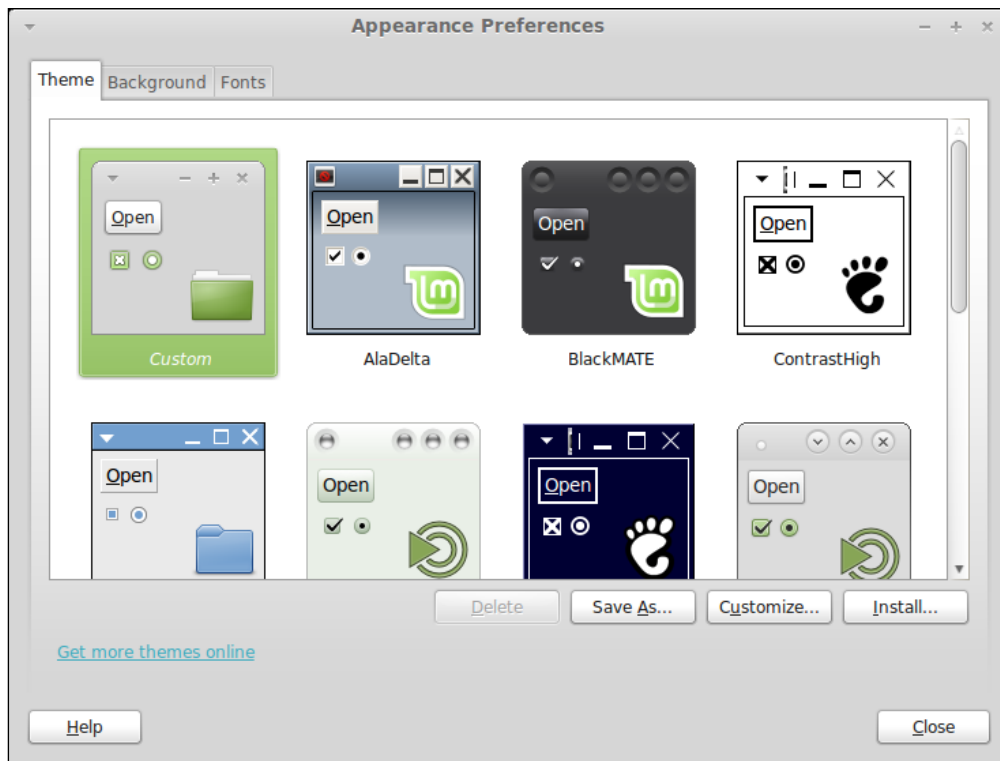 Appearance Preferences
Theme Background Fonts
Open Open Open Open
Custom AlaDelta BlackMATE ContrastHigh
Open Open Open Open
Delete Save As... Customize... Install...
Get more themes online
Help Close